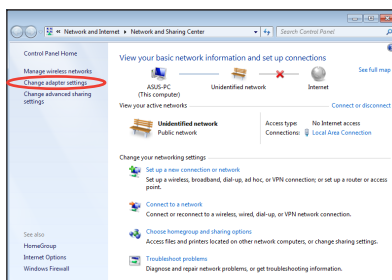 « Network and Internet ▸ Network and Sharing Center
Search Control Panel
Control Panel Home
Manage wireless networks
Change adapter settings
Change advanced sharing
settings
View your basic network information and set up connections
See full map
ASUS-PC
(This computer)
Unidentified network
Internet
View your active networks
Connect or disconnect
Unidentified network
Public network
Access type: No Internet access
Connections: Local Area Connection
Change your networking settings
Set up a new connection or network
Set up a wireless, broadband, dial-up, ad hoc, or VPN connection; or set up a router or access
point.
Connect to a network
Connect or reconnect to a wireless, wired, dial-up, or VPN network connection.
Choose homegroup and sharing options
Access files and printers located on other network computers, or change sharing settings.
Troubleshoot problems
Diagnose and repair network problems, or get troubleshooting information.
See also
HomeGroup
Internet Options
Windows Firewall